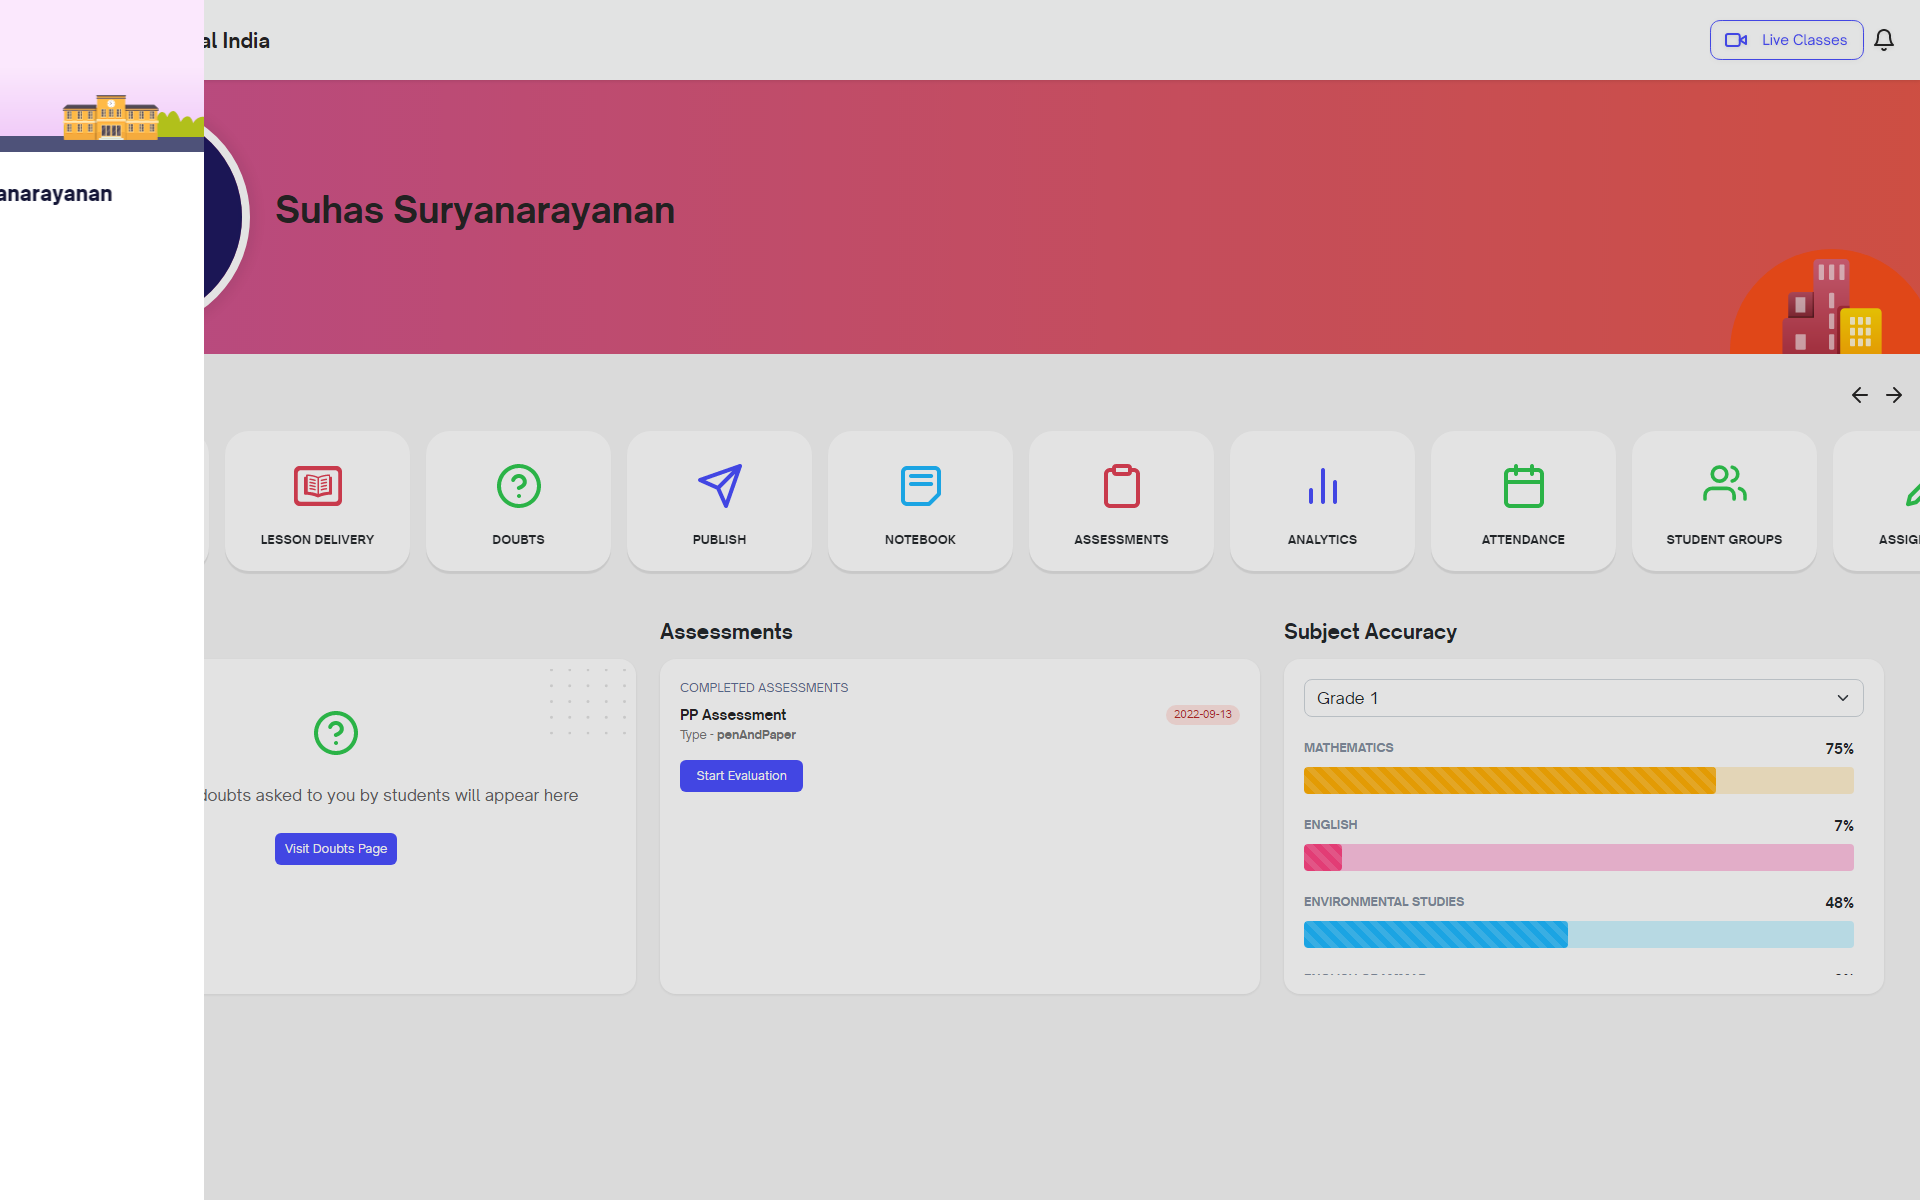 al India
Live Classes
anarayanan
Suhas Suryanarayanan
LESSON DELIVERY
DOUBTS
PUBLISH
NOTEBOOK
ASSESSMENTS
ANALYTICS
ATTENDANCE
STUDENT GROUPS
ASSIG
Assessments
Subject Accuracy
COMPLETED ASSESSMENTS
PP Assessment
2022-09-13
Type - penAndPaper
Start Evaluation
doubts asked to you by students will appear here
Visit Doubts Page
Grade 1
MATHEMATICS 75%
ENGLISH 7%
ENVIRONMENTAL STUDIES 48%